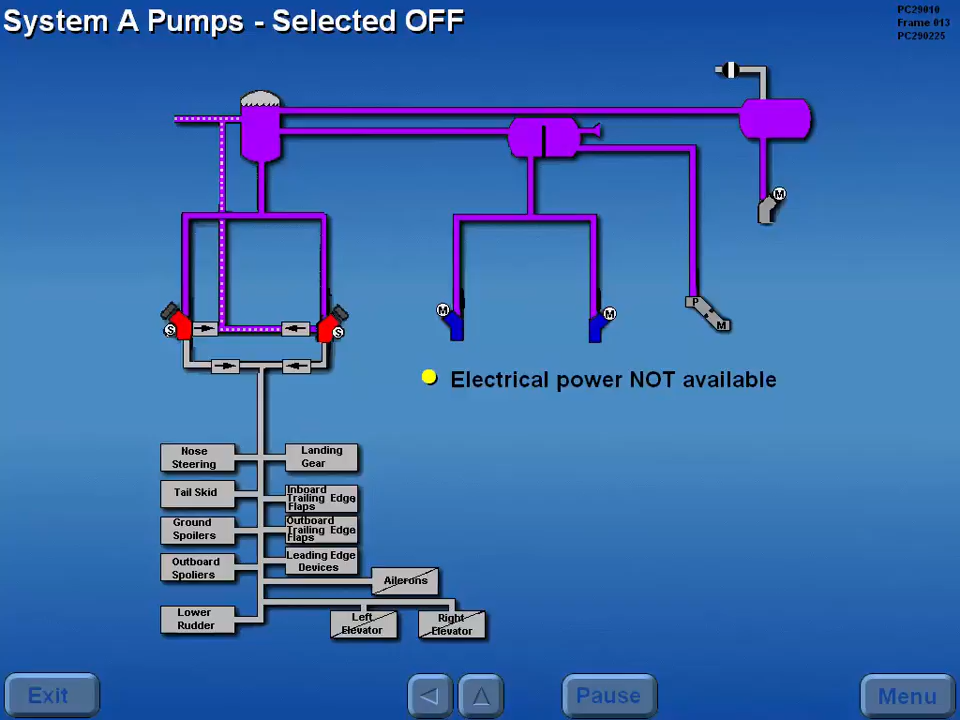 System A Pumps - Selected OFF
PC29010
Frame 013
PC290225
M
M
M
P
M
S
S
Electrical power NOT available
Nose
Steering
Landing
Gear
Tail Skid
Inboard
Trailing Edge
Flaps
Ground
Spoilers
Outboard
Trailing Edge
Flaps
Outboard
Spoliers
Leading Edge
Devices
Ailerons
Lower
Rudder
Left
Elevator
Right
Elevator
Exit
Pause
Menu